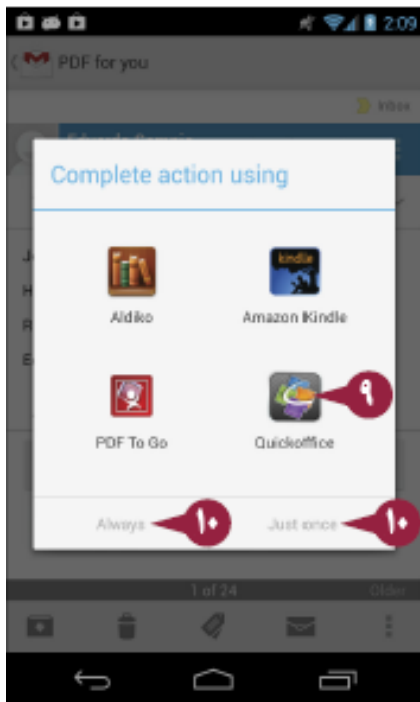 2:09
PDF for you
Inbox
Complete action using
kindle
Aldiko Amazon Kindle
PDF To Go Quickoffice
٩
Always Just once
١٠ ١٠
1 of 24 Older